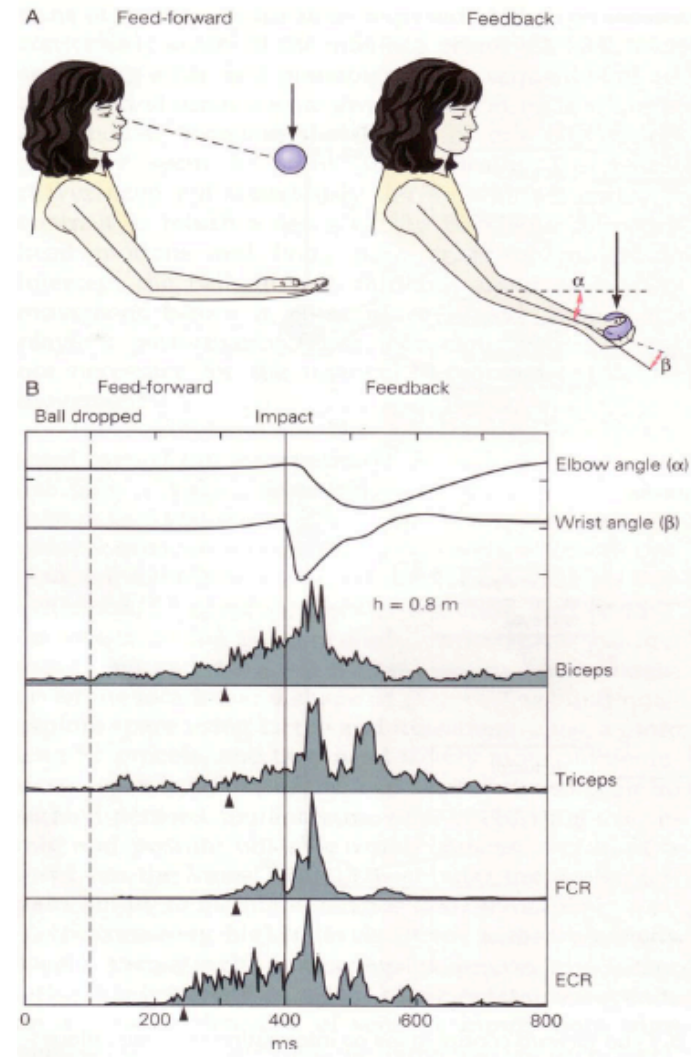 A
Feed-forward
Feedback
α
β
B
Feed-forward
Feedback
Ball dropped
Impact
Elbow angle (α)
Wrist angle (β)
h = 0.8 m
Biceps
Triceps
FCR
ECR
0 200 400 600 800
ms